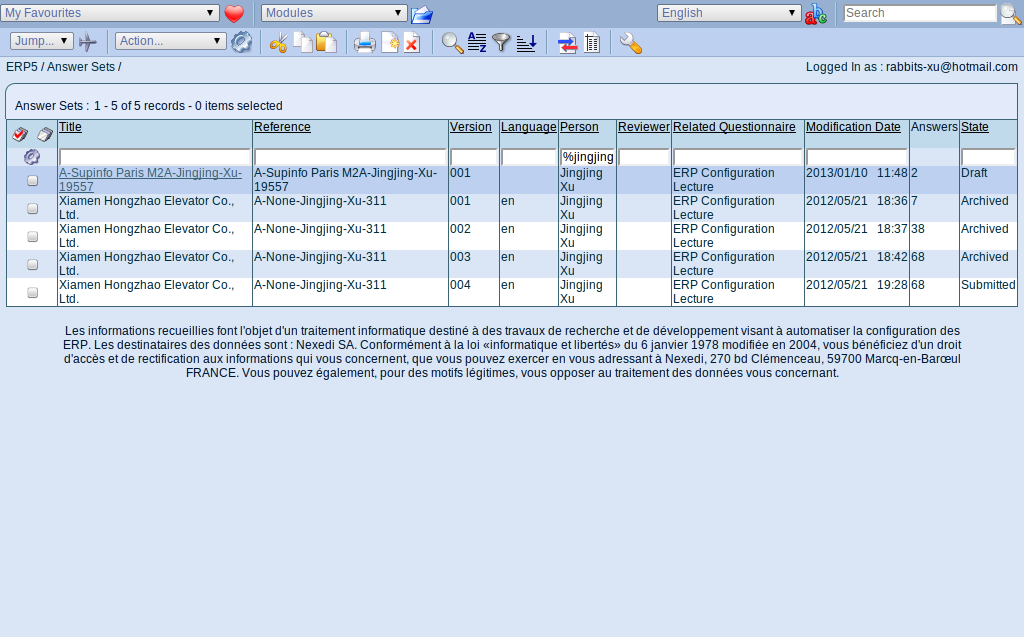 My Favourites Modules English Search
Jump... Action...
ERP5 / Answer Sets / Logged In as : rabbits-xu@hotmail.com
Answer Sets : 1 - 5 of 5 records - 0 items selected
Title Reference Version Language Person Reviewer Related Questionnaire Modification Date Answers State
%jingjing
A-Supinfo Paris M2A-Jingjing-Xu- A-Supinfo Paris M2A-Jingjing-Xu- 001 Jingjing ERP Configuration 2013/01/10 11:48 2 Draft
19557 19557 Xu Lecture
Xiamen Hongzhao Elevator Co., A-None-Jingjing-Xu-311 001 en Jingjing ERP Configuration 2012/05/21 18:36 7 Archived
Ltd. Xu Lecture
Xiamen Hongzhao Elevator Co., A-None-Jingjing-Xu-311 002 en Jingjing ERP Configuration 2012/05/21 18:37 38 Archived
Ltd. Xu Lecture
Xiamen Hongzhao Elevator Co., A-None-Jingjing-Xu-311 003 en Jingjing ERP Configuration 2012/05/21 18:42 68 Archived
Ltd. Xu Lecture
Xiamen Hongzhao Elevator Co., A-None-Jingjing-Xu-311 004 en Jingjing ERP Configuration 2012/05/21 19:28 68 Submitted
Ltd. Xu Lecture
Les informations recueillies font l'objet d'un traitement informatique destiné à des travaux de recherche et de développement visant à automatiser la configuration des
ERP. Les destinataires des données sont : Nexedi SA. Conformément à la loi «informatique et libertés» du 6 janvier 1978 modifiée en 2004, vous bénéficiez d'un droit
d'accès et de rectification aux informations qui vous concernent, que vous pouvez exercer en vous adressant à Nexedi, 270 bd Clémenceau, 59700 Marcq-en-Barœul
FRANCE. Vous pouvez également, pour des motifs légitimes, vous opposer au traitement des données vous concernant.